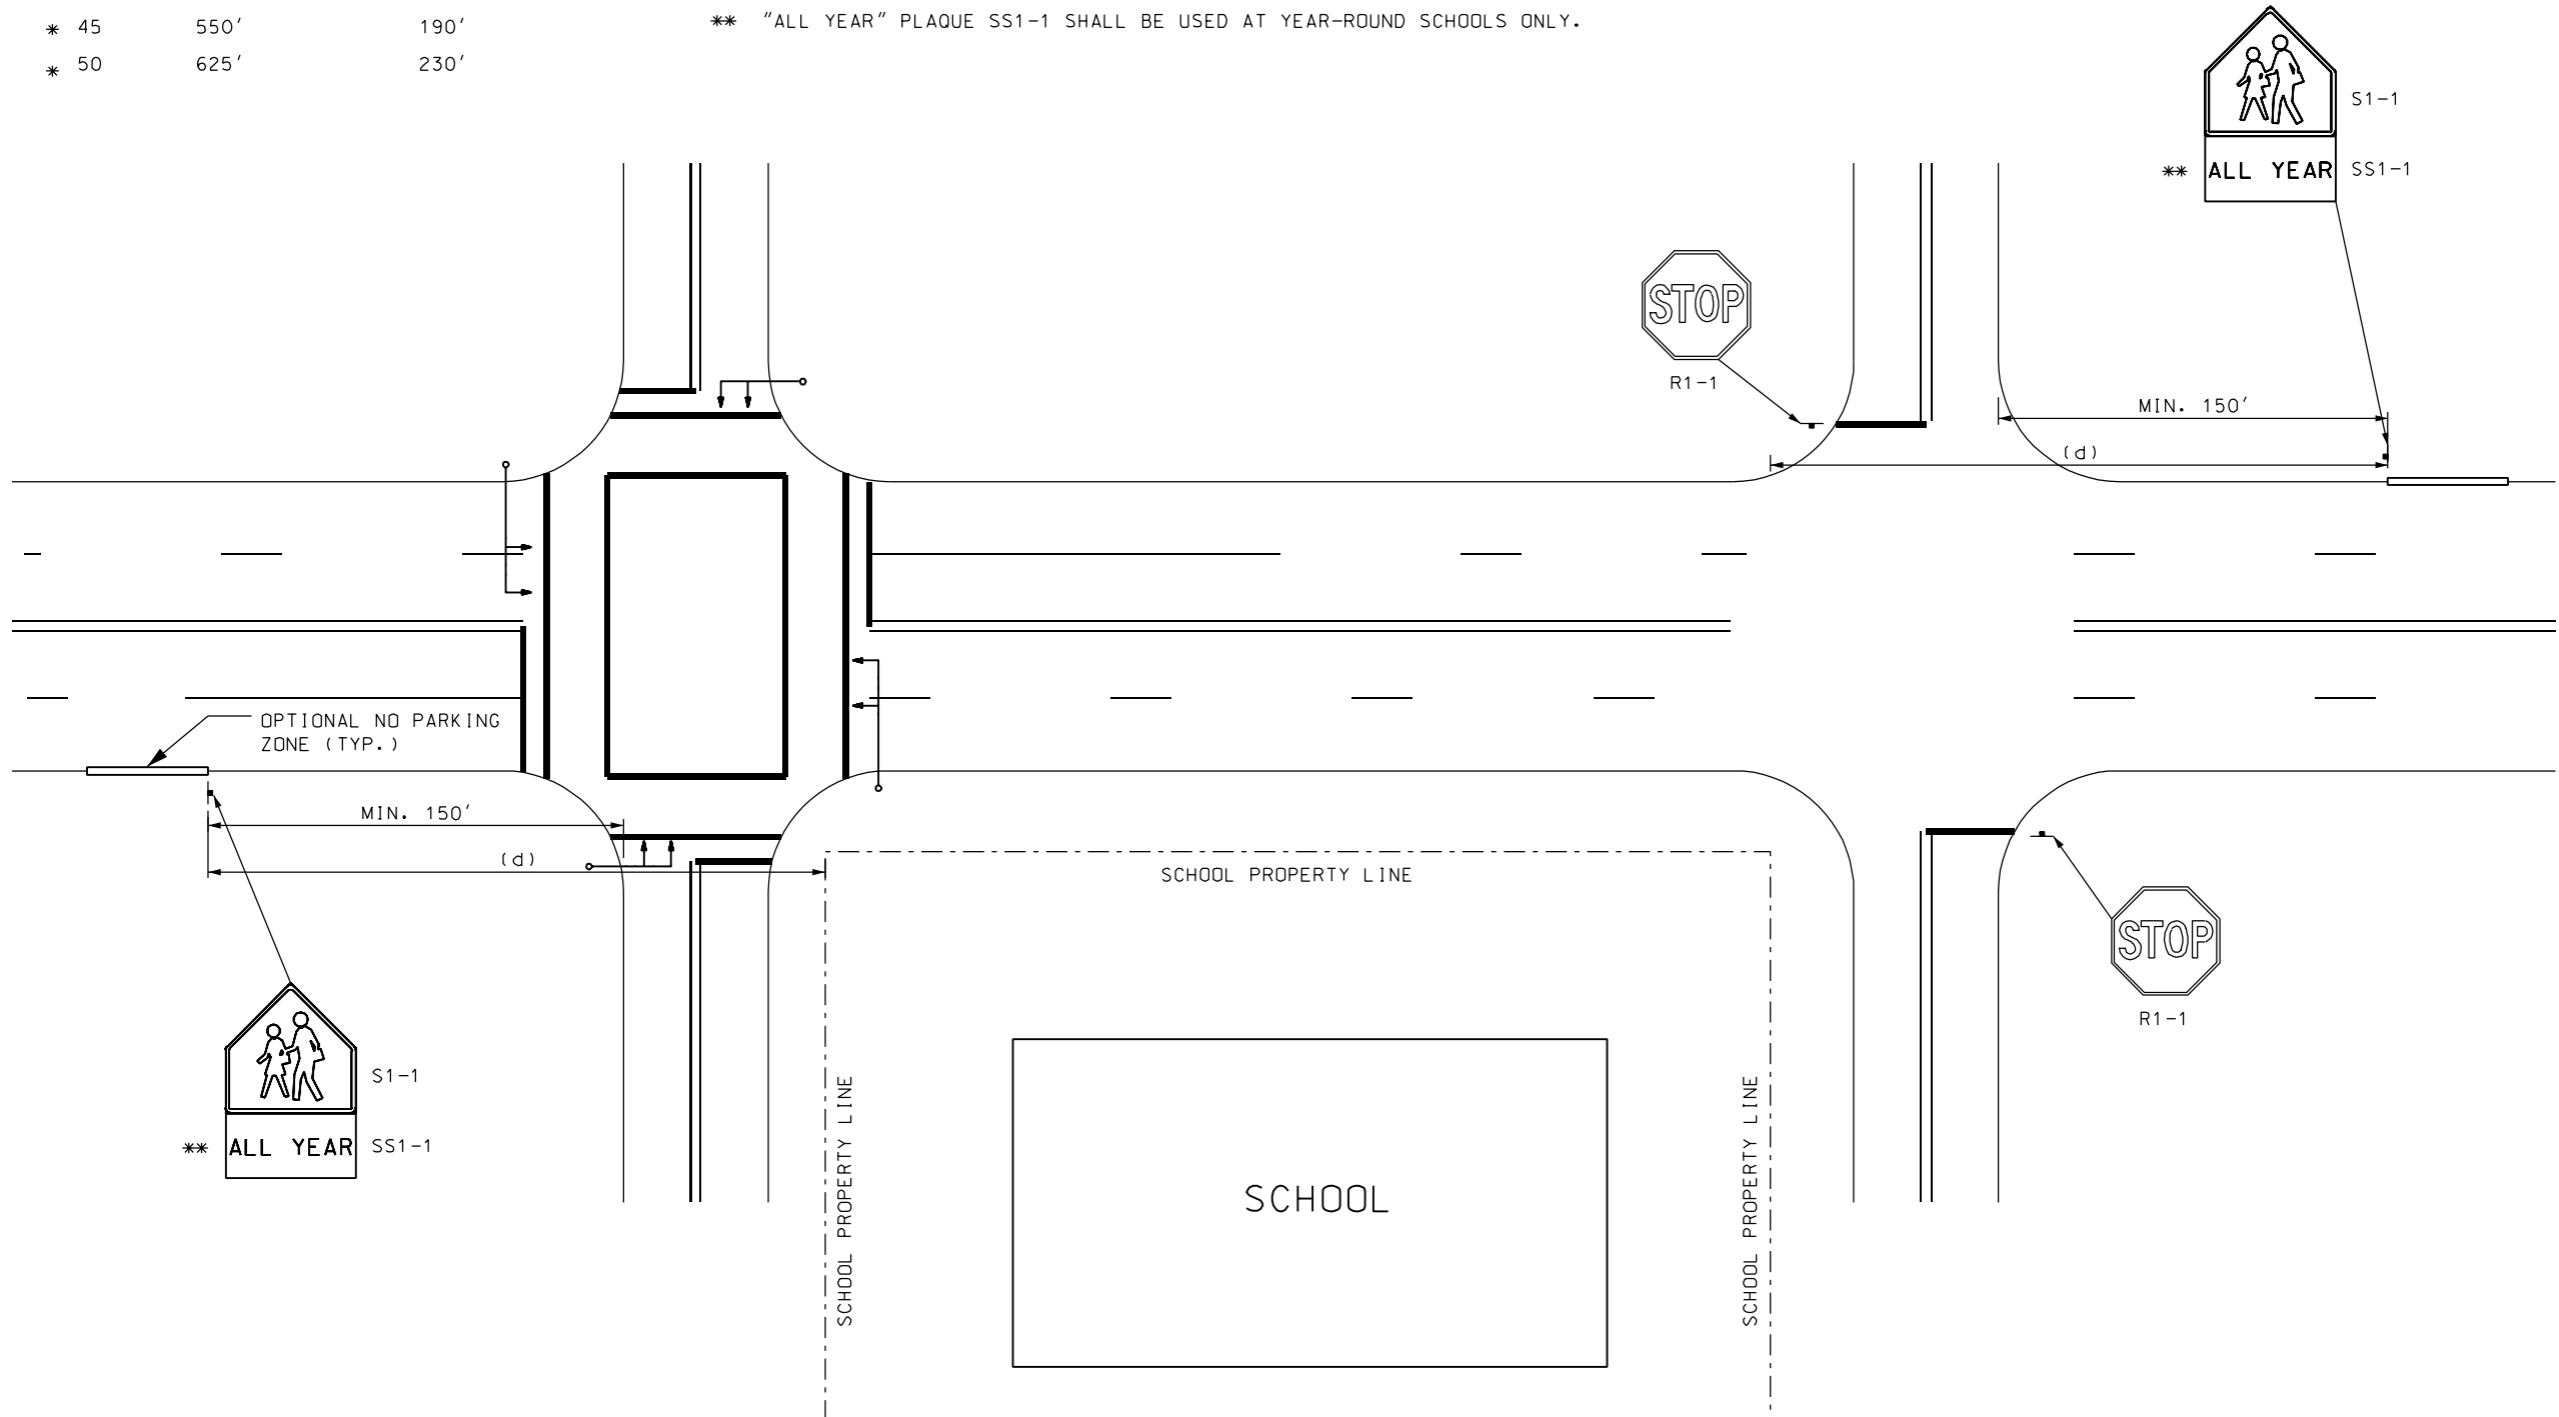 * 45 550' 190'
* 50 625' 230'
** "ALL YEAR" PLAQUE SS1-1 SHALL BE USED AT YEAR-ROUND SCHOOLS ONLY.
S1-1
** ALL YEAR SS1-1
STOP
R1-1
MIN. 150'
(d)
OPTIONAL NO PARKING
ZONE (TYP.)
MIN. 150'
(d)
SCHOOL PROPERTY LINE
STOP
R1-1
S1-1
** ALL YEAR SS1-1
SCHOOL PROPERTY LINE
SCHOOL
SCHOOL PROPERTY LINE